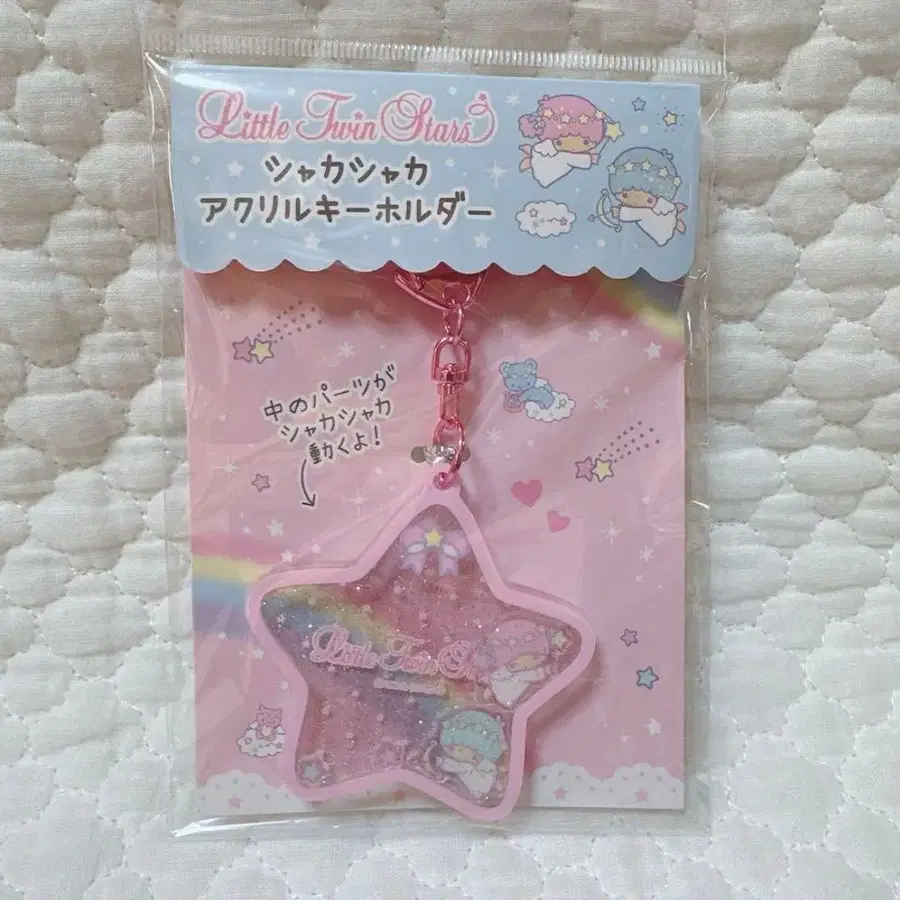 Little Twin Stars
シャカシャカ
アクリルキーホルダー
中のパーツが
シャカシャカ
動くよ!
Little Twin S